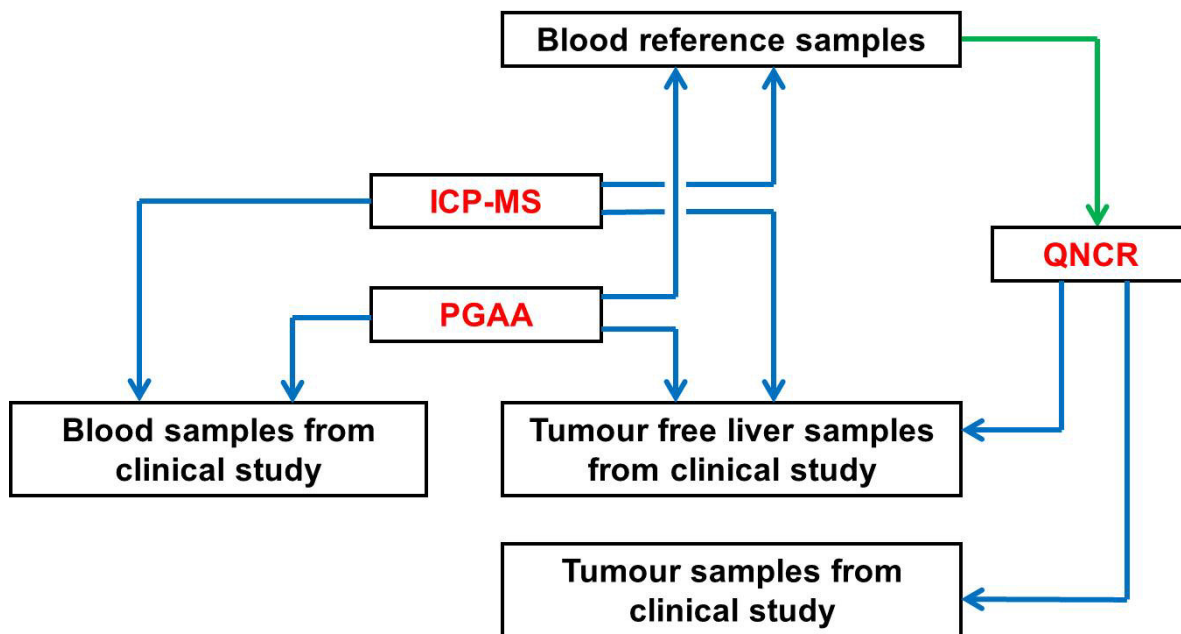 Blood reference samples
ICP-MS
QNCR
PGAA
Blood samples from
clinical study
Tumour free liver samples
from clinical study
Tumour samples from
clinical study